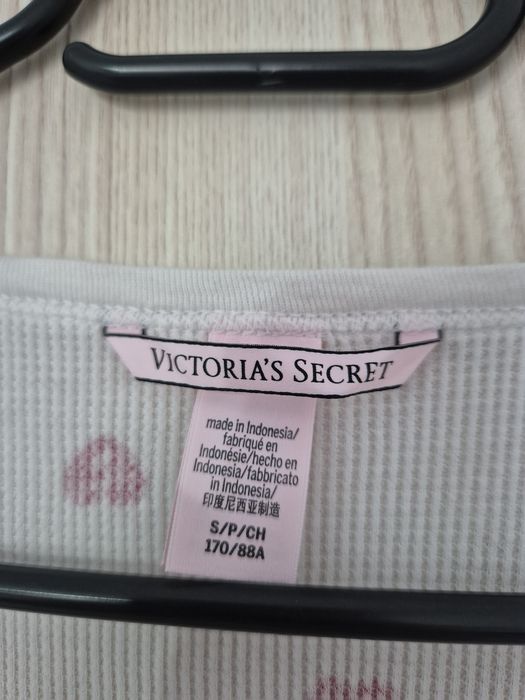 VICTORIA'S SECRET
made in Indonesia/
fabriqué en
Indonésie/hecho en
Indonesia/fabbricato
in Indonesia/
印度尼西亚制造
S/P/CH
170/88A